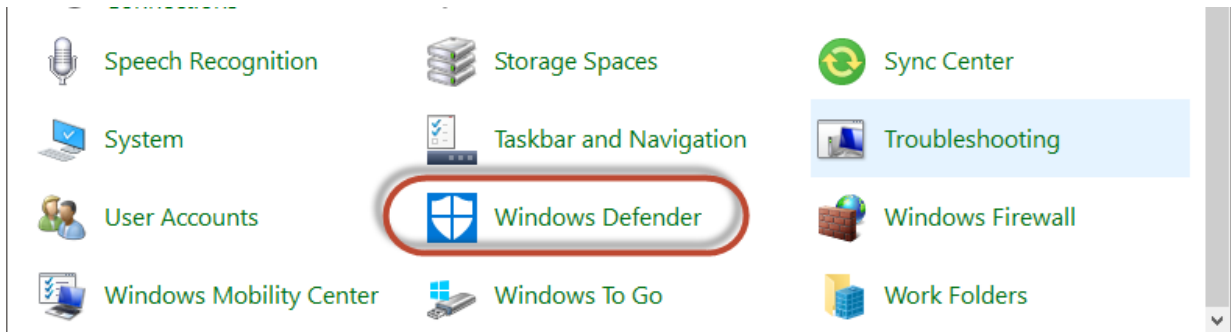 Speech Recognition
Storage Spaces
Sync Center
System
Taskbar and Navigation
Troubleshooting
User Accounts
Windows Defender
Windows Firewall
Windows Mobility Center
Windows To Go
Work Folders